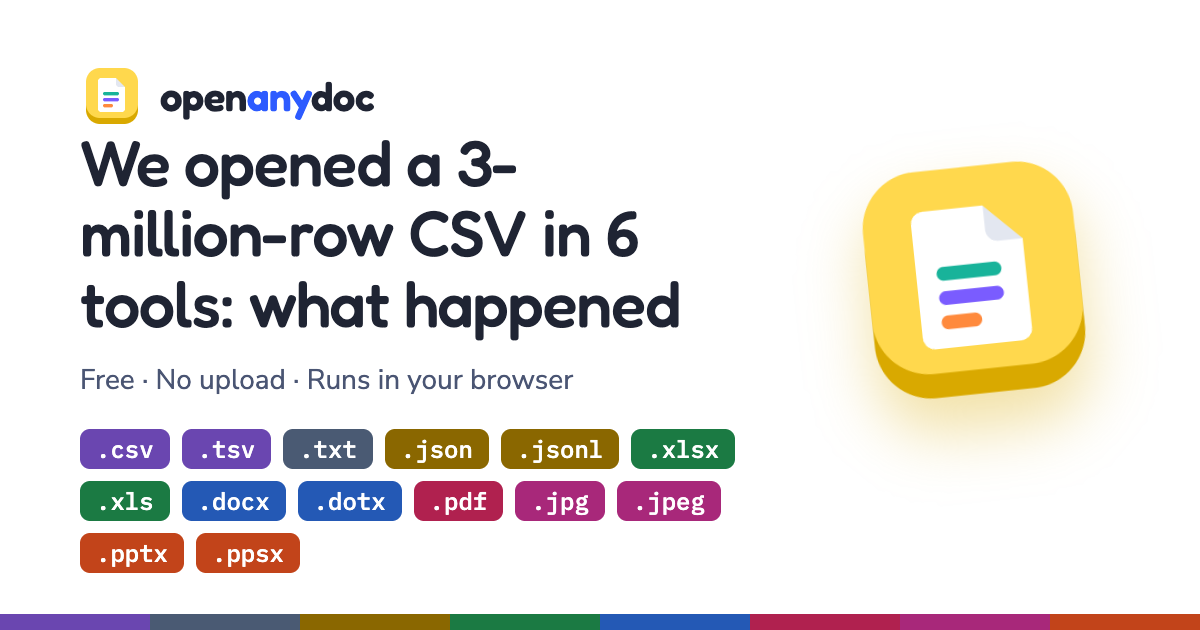 openanydoc
We opened a 3-
million-row CSV in 6
tools: what happened
Free · No upload · Runs in your browser
.csv .tsv .txt .json .jsonl .xlsx
.xls .docx .dotx .pdf .jpg .jpeg
.pptx .ppsx